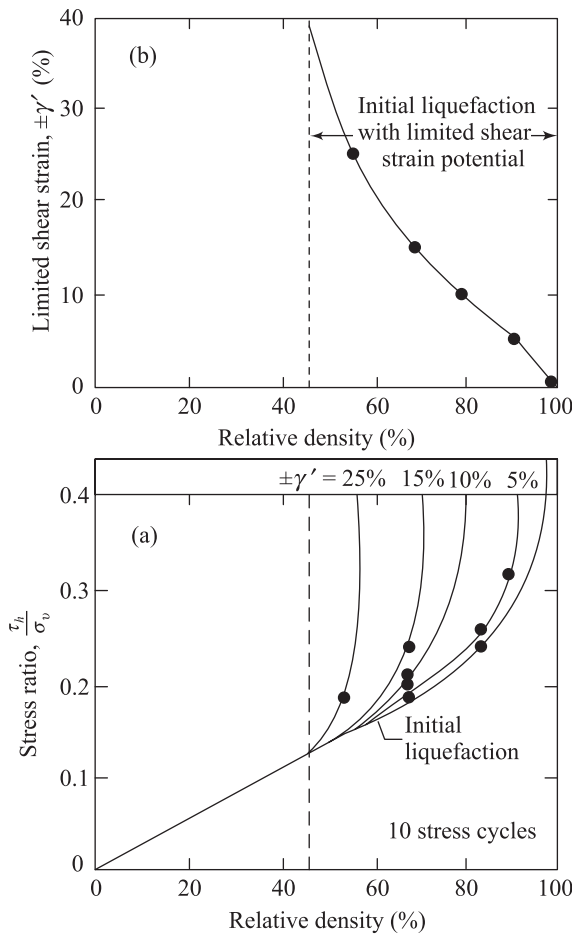 40
(b)
30
20
10
0
Limited shear strain, ±γ′ (%)
Initial liquefaction
with limited shear
strain potential
0 20 40 60 80 100
Relative density (%)
±γ′ = 25% 15% 10% 5%
0.4
(a)
0.3
0.2
0.1
0
Stress ratio, τh/σv
Initial
liquefaction
10 stress cycles
0 20 40 60 80 100
Relative density (%)